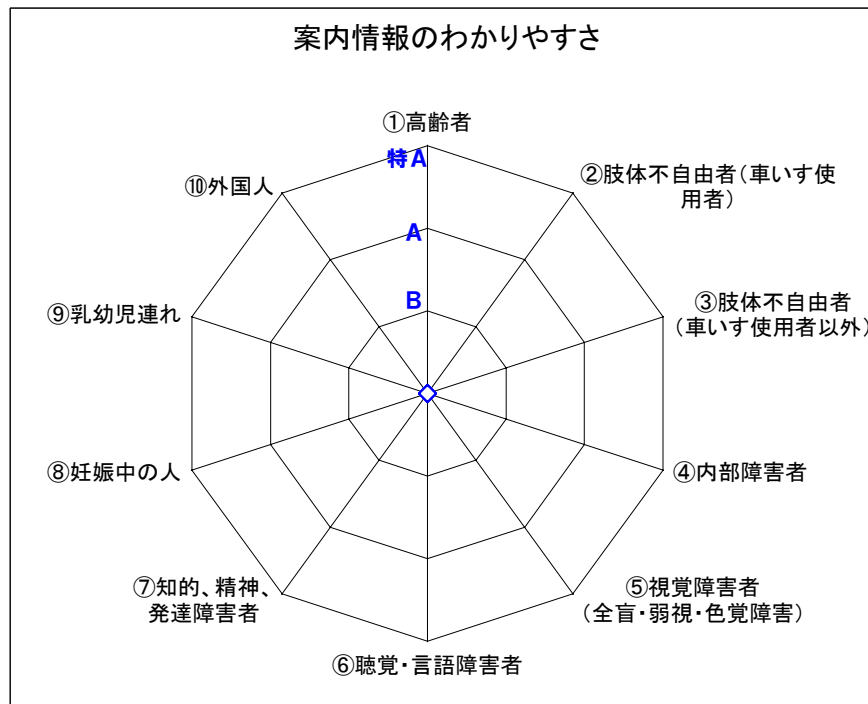 案内情報のわかりやすさ
①高齢者
特A
A
B
②肢体不自由者(車いす使
用者)
③肢体不自由者
(車いす使用者以外)
④内部障害者
⑤視覚障害者
(全盲・弱視・色覚障害)
⑥聴覚・言語障害者
⑦知的、精神、
発達障害者
⑧妊娠中の人
⑨乳幼児連れ
⑩外国人